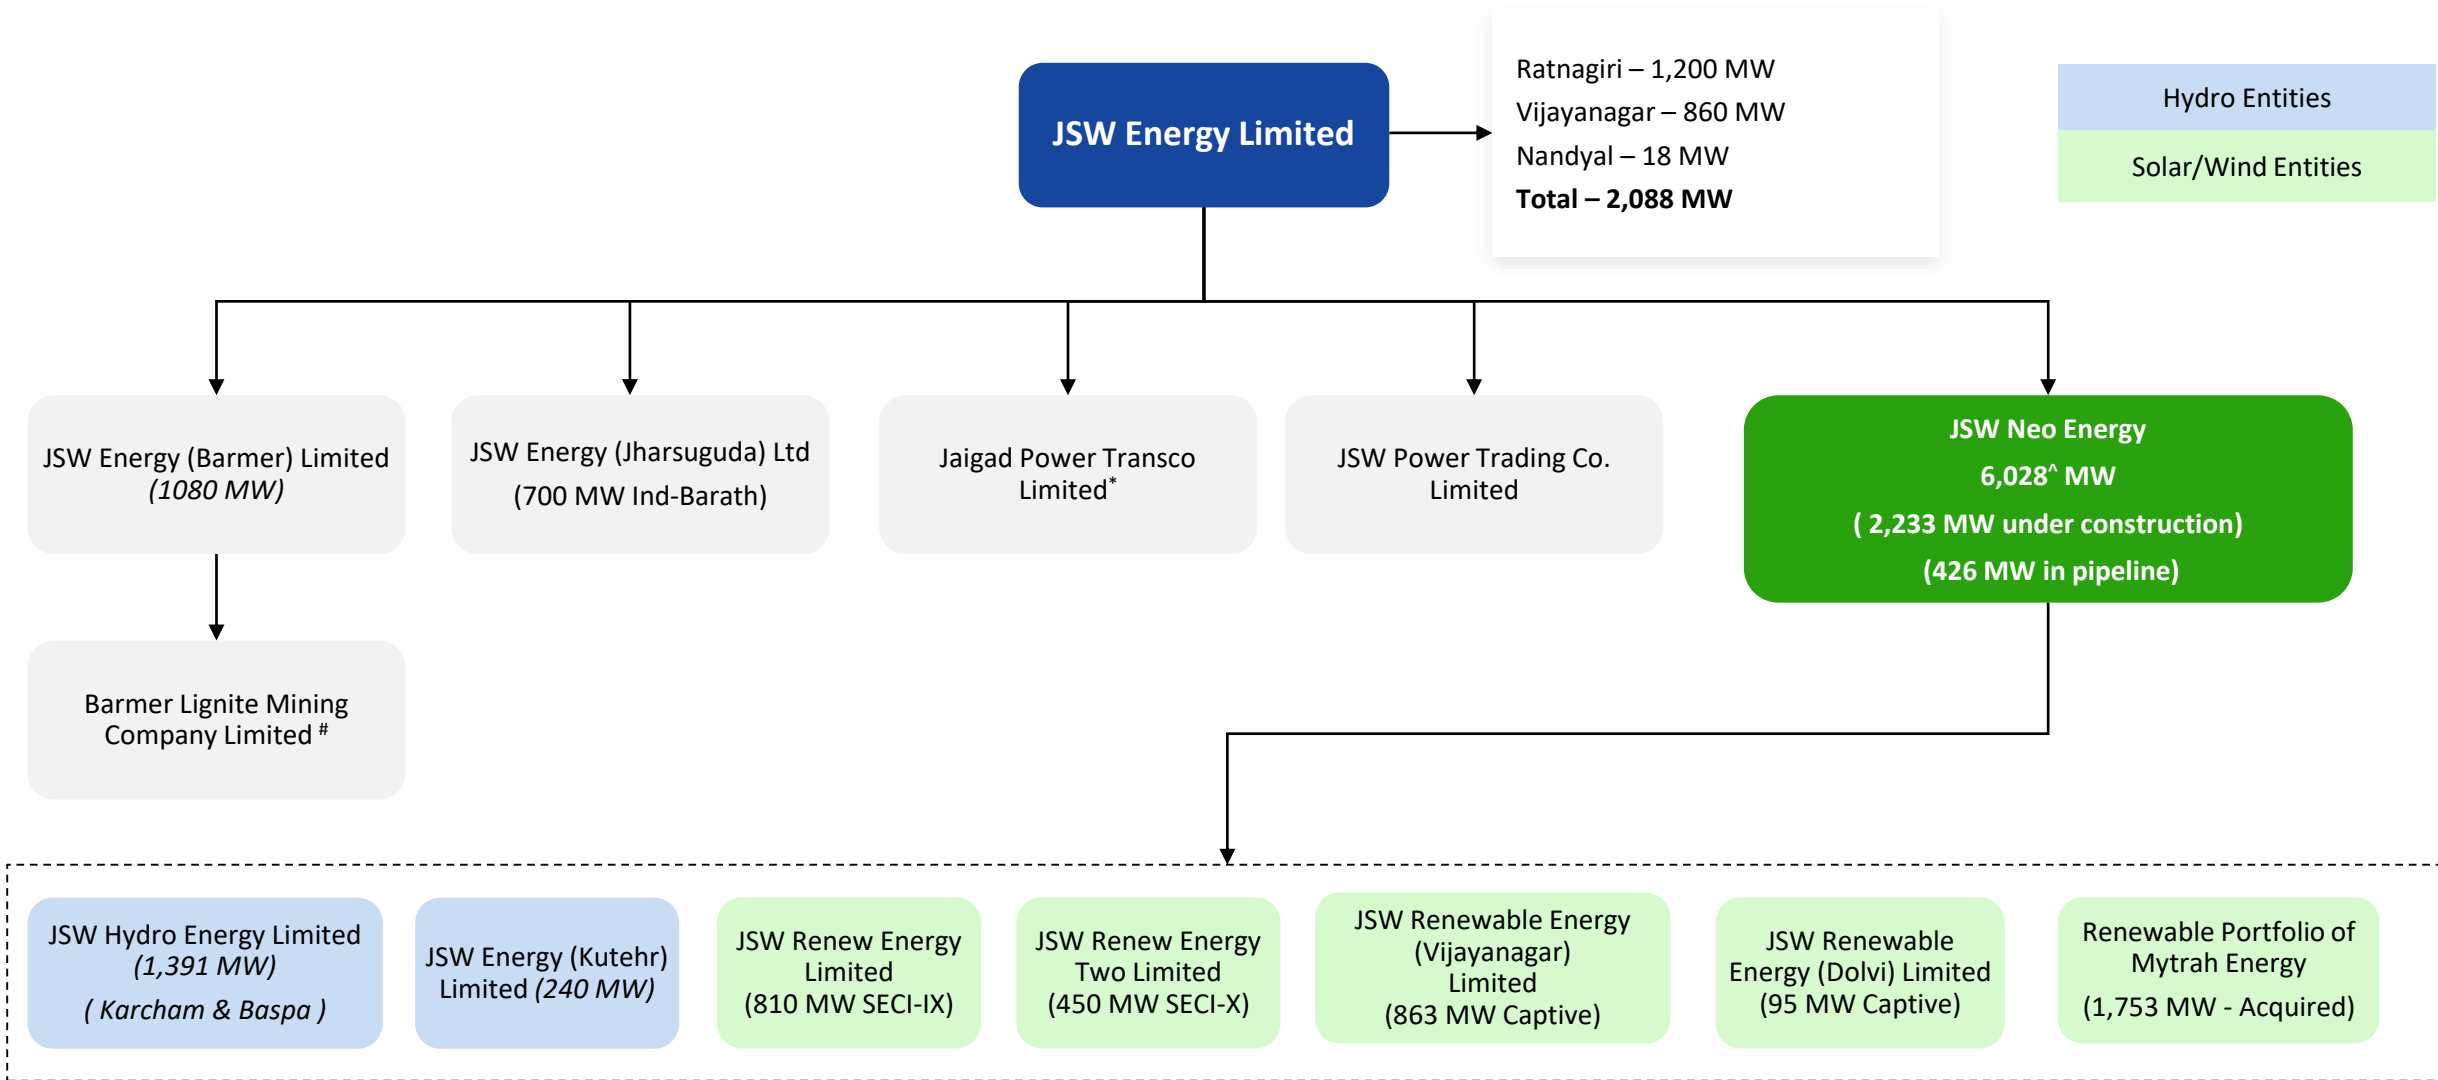 JSW Energy Limited
Ratnagiri – 1,200 MW
Vijayanagar – 860 MW
Nandyal – 18 MW
Total – 2,088 MW
Hydro Entities
Solar/Wind Entities
JSW Energy (Barmer) Limited
(1080 MW)
JSW Energy (Jharsuguda) Ltd
(700 MW Ind-Barath)
Jaigad Power Transco
Limited*
JSW Power Trading Co.
Limited
JSW Neo Energy
6,028^ MW
( 2,233 MW under construction)
(426 MW in pipeline)
Barmer Lignite Mining
Company Limited #
JSW Hydro Energy Limited
(1,391 MW)
( Karcham & Baspa )
JSW Energy (Kutehr)
Limited (240 MW)
JSW Renew Energy
Limited
(810 MW SECI-IX)
JSW Renew Energy
Two Limited
(450 MW SECI-X)
JSW Renewable Energy
(Vijayanagar)
Limited
(863 MW Captive)
JSW Renewable
Energy (Dolvi) Limited
(95 MW Captive)
Renewable Portfolio of
Mytrah Energy
(1,753 MW - Acquired)